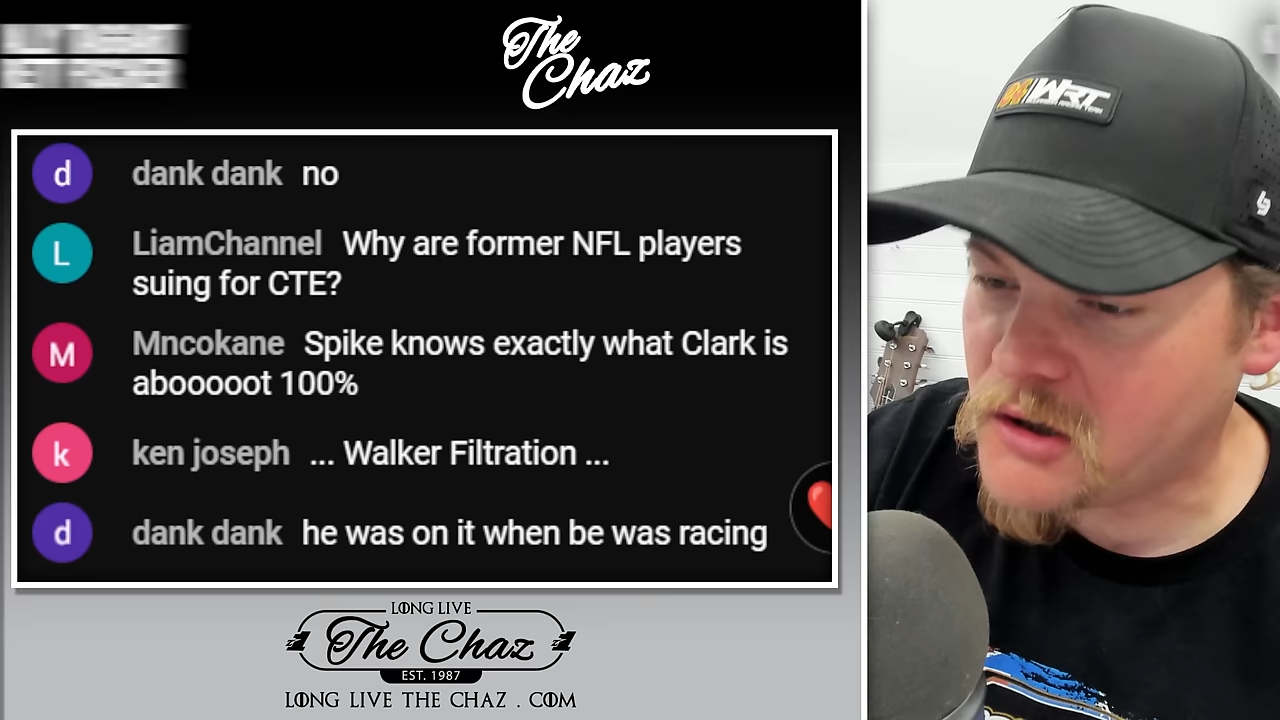 The
Chaz
dank dank no
LiamChannel Why are former NFL players
suing for CTE?
Mncokane Spike knows exactly what Clark is
abooooot 100%
ken joseph ... Walker Filtration ...
dank dank he was on it when be was racing
d
L
M
k
d
LONG LIVE
The Chaz
EST. 1987
LONG LIVE THE CHAZ . COM
WRT